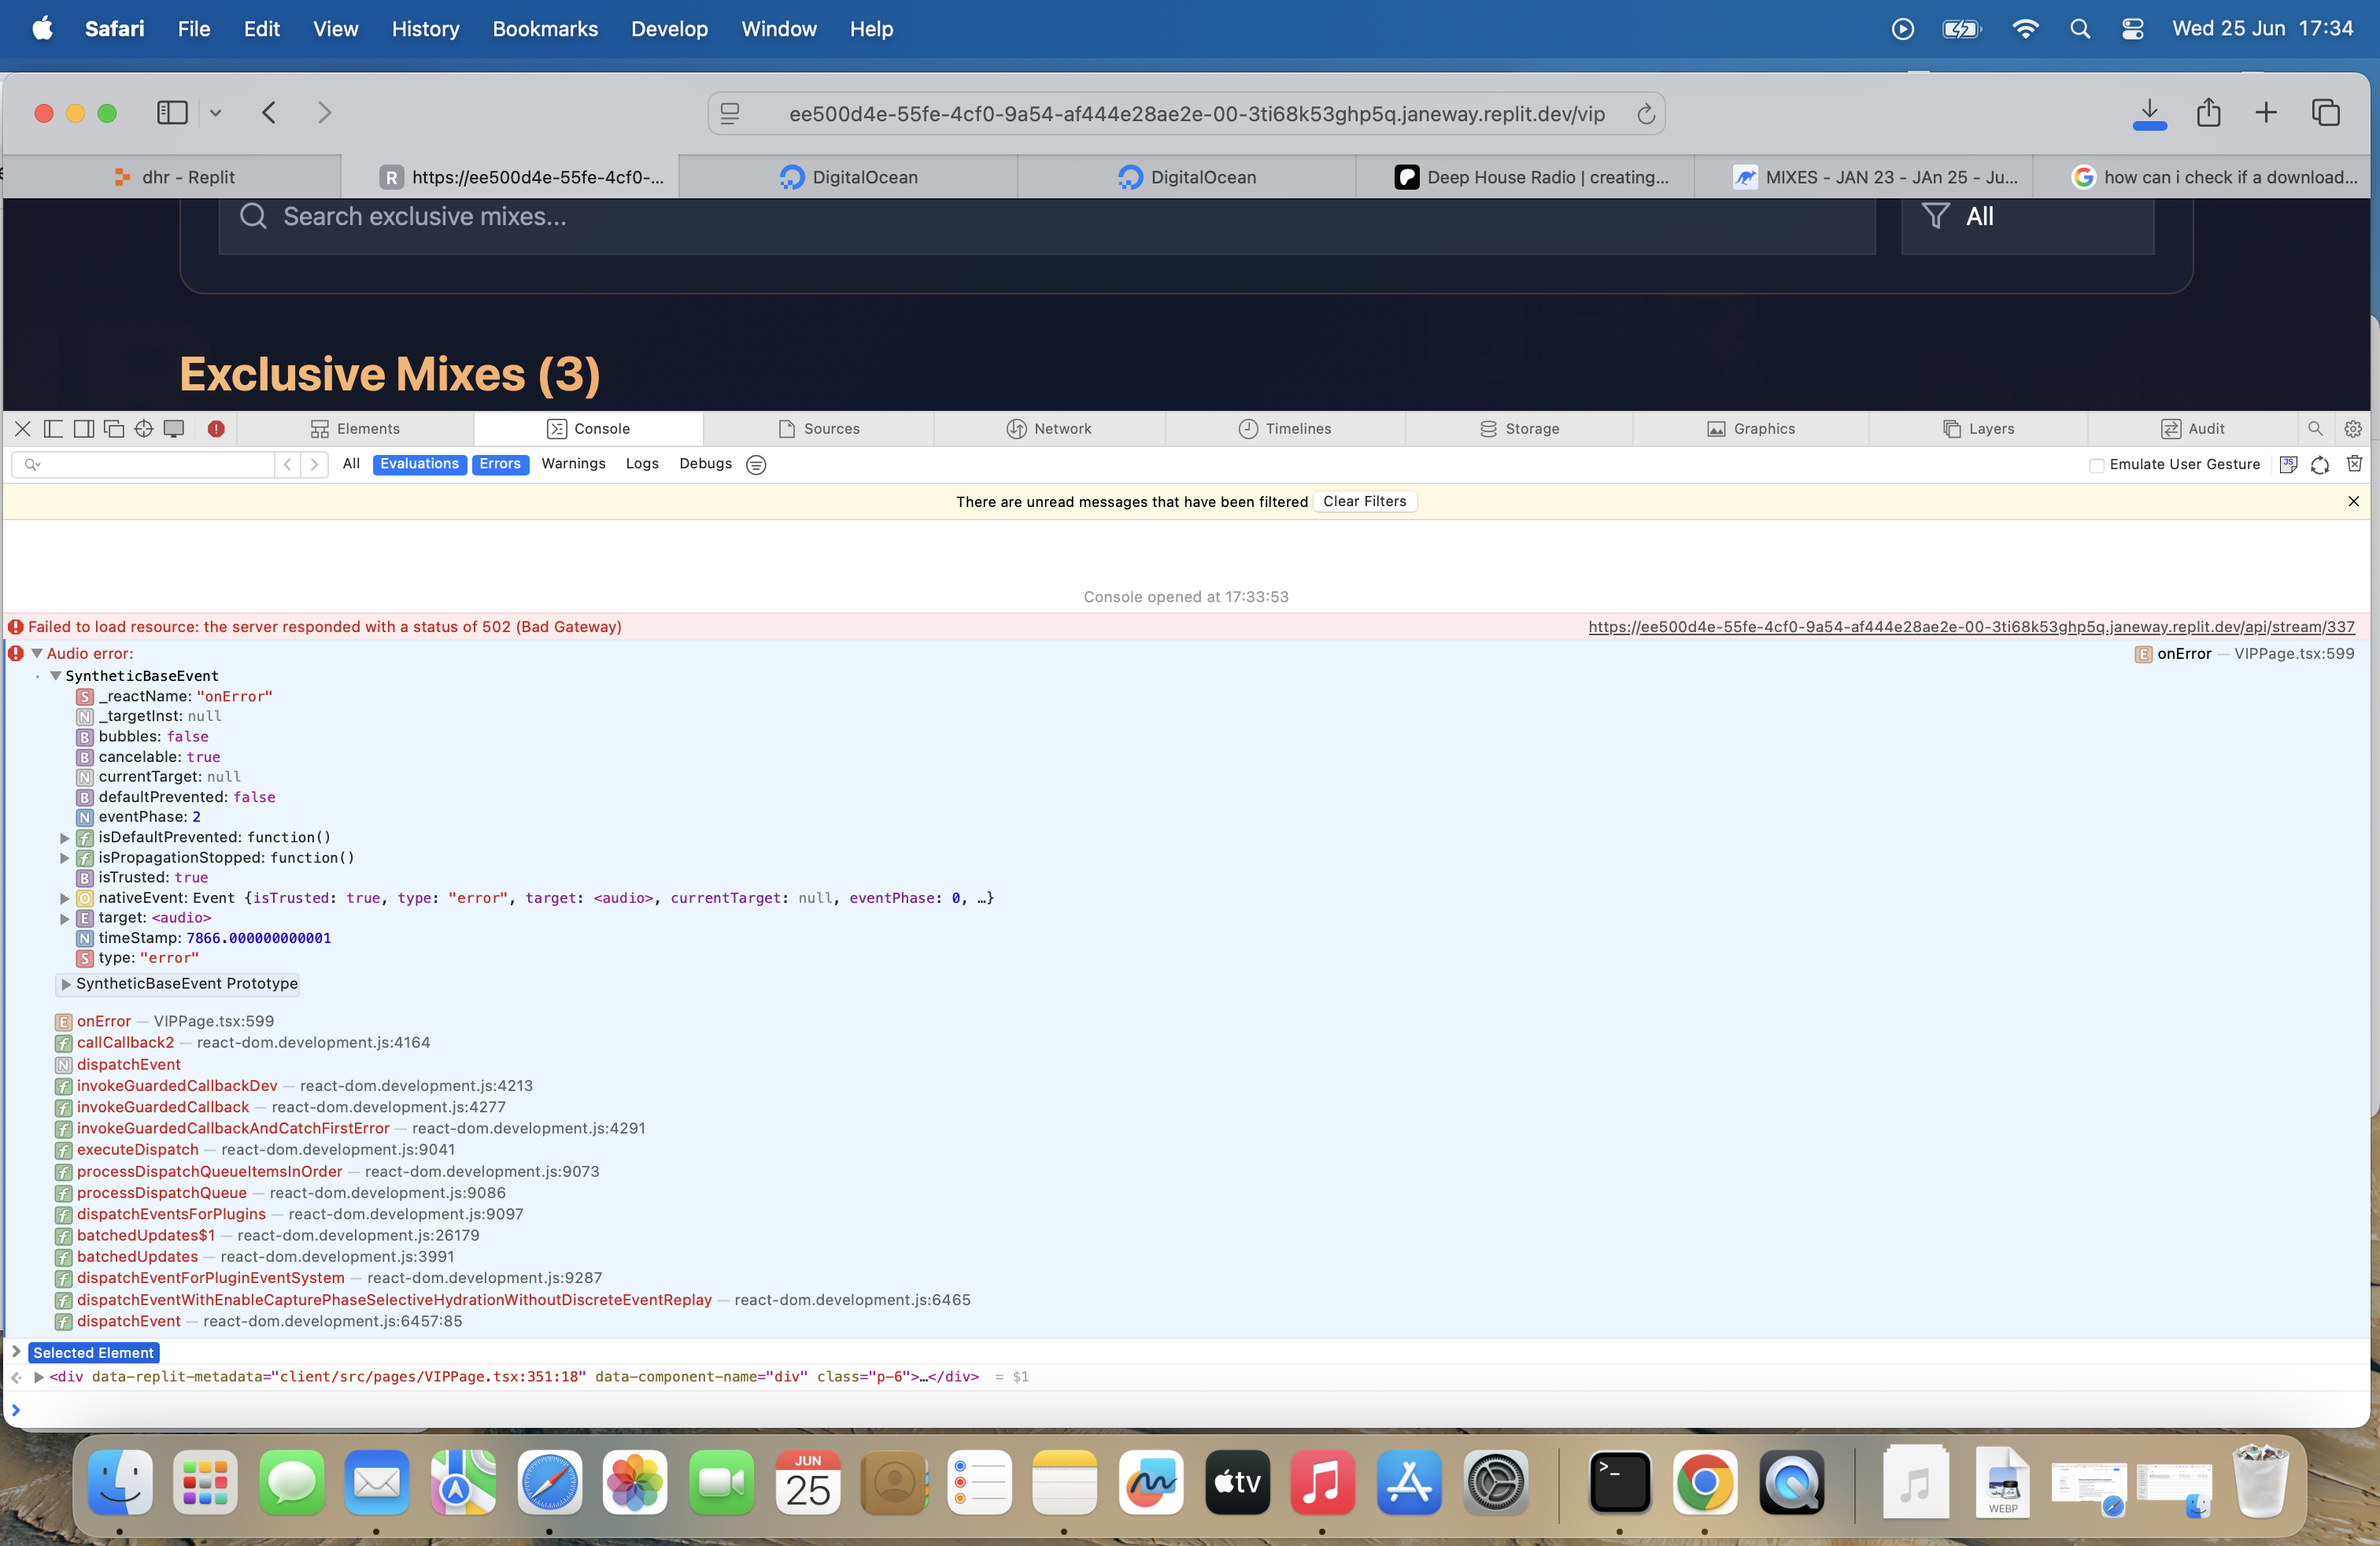 Safari File Edit View History Bookmarks Develop Window Help Wed 25 Jun 17:34
ee500d4e-55fe-4cf0-9a54-af444e28ae2e-00-3ti68k53ghp5q.janeway.replit.dev/vip
dhr - Replit
R https://ee500d4e-55fe-4cf0-...
DigitalOcean
DigitalOcean
Deep House Radio | creating...
MIXES - JAN 23 - JAn 25 - Ju...
how can i check if a download...
Search exclusive mixes...
All
Exclusive Mixes (3)
Elements Console Sources Network Timelines Storage Graphics Layers Audit
All Evaluations Errors Warnings Logs Debugs Emulate User Gesture
There are unread messages that have been filtered Clear Filters
Console opened at 17:33:53
Failed to load resource: the server responded with a status of 502 (Bad Gateway) https://ee500d4e-55fe-4cf0-9a54-af444e28ae2e-00-3ti68k53ghp5q.janeway.replit.dev/api/stream/337
Audio error: E onError — VIPPage.tsx:599
SyntheticBaseEvent
S _reactName: "onError"
N _targetInst: null
B bubbles: false
B cancelable: true
N currentTarget: null
B defaultPrevented: false
N eventPhase: 2
f isDefaultPrevented: function()
f isPropagationStopped: function()
B isTrusted: true
O nativeEvent: Event {isTrusted: true, type: "error", target: <audio>, currentTarget: null, eventPhase: 0, …}
E target: <audio>
N timeStamp: 7866.000000000001
S type: "error"
SyntheticBaseEvent Prototype
E onError — VIPPage.tsx:599
f callCallback2 — react-dom.development.js:4164
N dispatchEvent
f invokeGuardedCallbackDev — react-dom.development.js:4213
f invokeGuardedCallback — react-dom.development.js:4277
f invokeGuardedCallbackAndCatchFirstError — react-dom.development.js:4291
f executeDispatch — react-dom.development.js:9041
f processDispatchQueueItemsInOrder — react-dom.development.js:9073
f processDispatchQueue — react-dom.development.js:9086
f dispatchEventsForPlugins — react-dom.development.js:9097
f batchedUpdates$1 — react-dom.development.js:26179
f batchedUpdates — react-dom.development.js:3991
f dispatchEventForPluginEventSystem — react-dom.development.js:9287
f dispatchEventWithEnableCapturePhaseSelectiveHydrationWithoutDiscreteEventReplay — react-dom.development.js:6465
f dispatchEvent — react-dom.development.js:6457:85
Selected Element
<div data-replit-metadata="client/src/pages/VIPPage.tsx:351:18" data-component-name="div" class="p-6">…</div> = $1
JUN
25
tv
WEBP